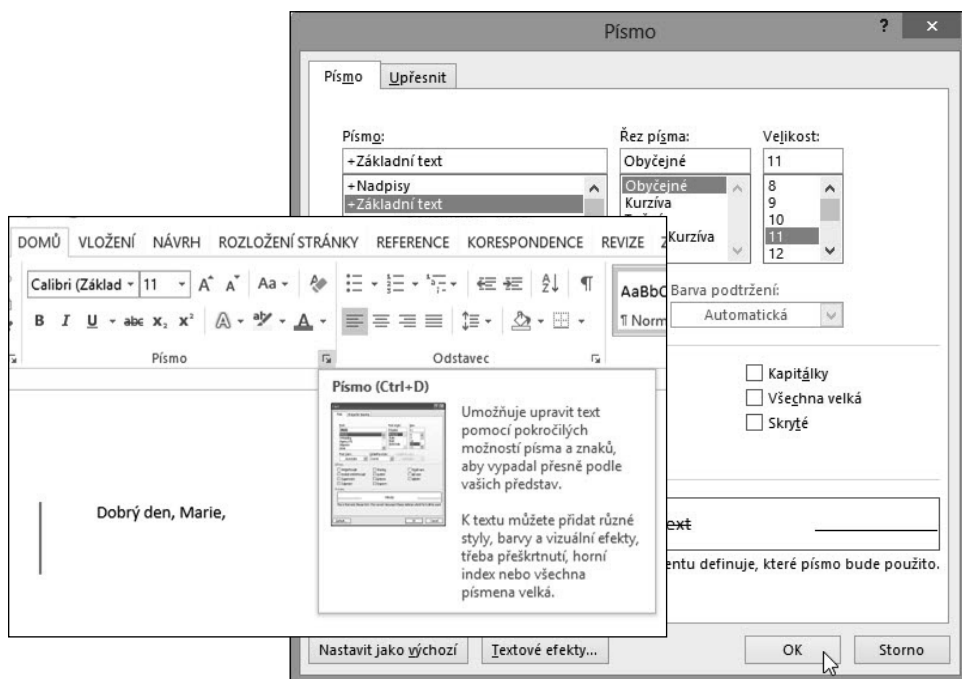 Písmo
? ×
Písmo Upřesnit
Písmo: Řez písma: Velikost:
+Základní text Obyčejné 11
+Nadpisy Obyčejné 8
+Základní text Kurzíva 9
10
Kurzíva 11
12
Barva podtržení:
Automatická
Kapitálky
Všechna velká
Skryté
entu definuje, které písmo bude použito.
Nastavit jako výchozí Textové efekty... OK Storno
DOMŮ VLOŽENÍ NÁVRH ROZLOŽENÍ STRÁNKY REFERENCE KORESPONDENCE REVIZE Z
Calibri (Základ 11 A A Aa
B I U abc X₂ X² A ab A
AaBbC
¶ Norm
Písmo Odstavec
Písmo (Ctrl+D)
Umožňuje upravit text
pomocí pokročilých
možností písma a znaků,
aby vypadal přesně podle
vašich představ.
K textu můžete přidat různé
styly, barvy a vizuální efekty,
třeba přeškrtnutí, horní
index nebo všechna
písmena velká.
Dobrý den, Marie,